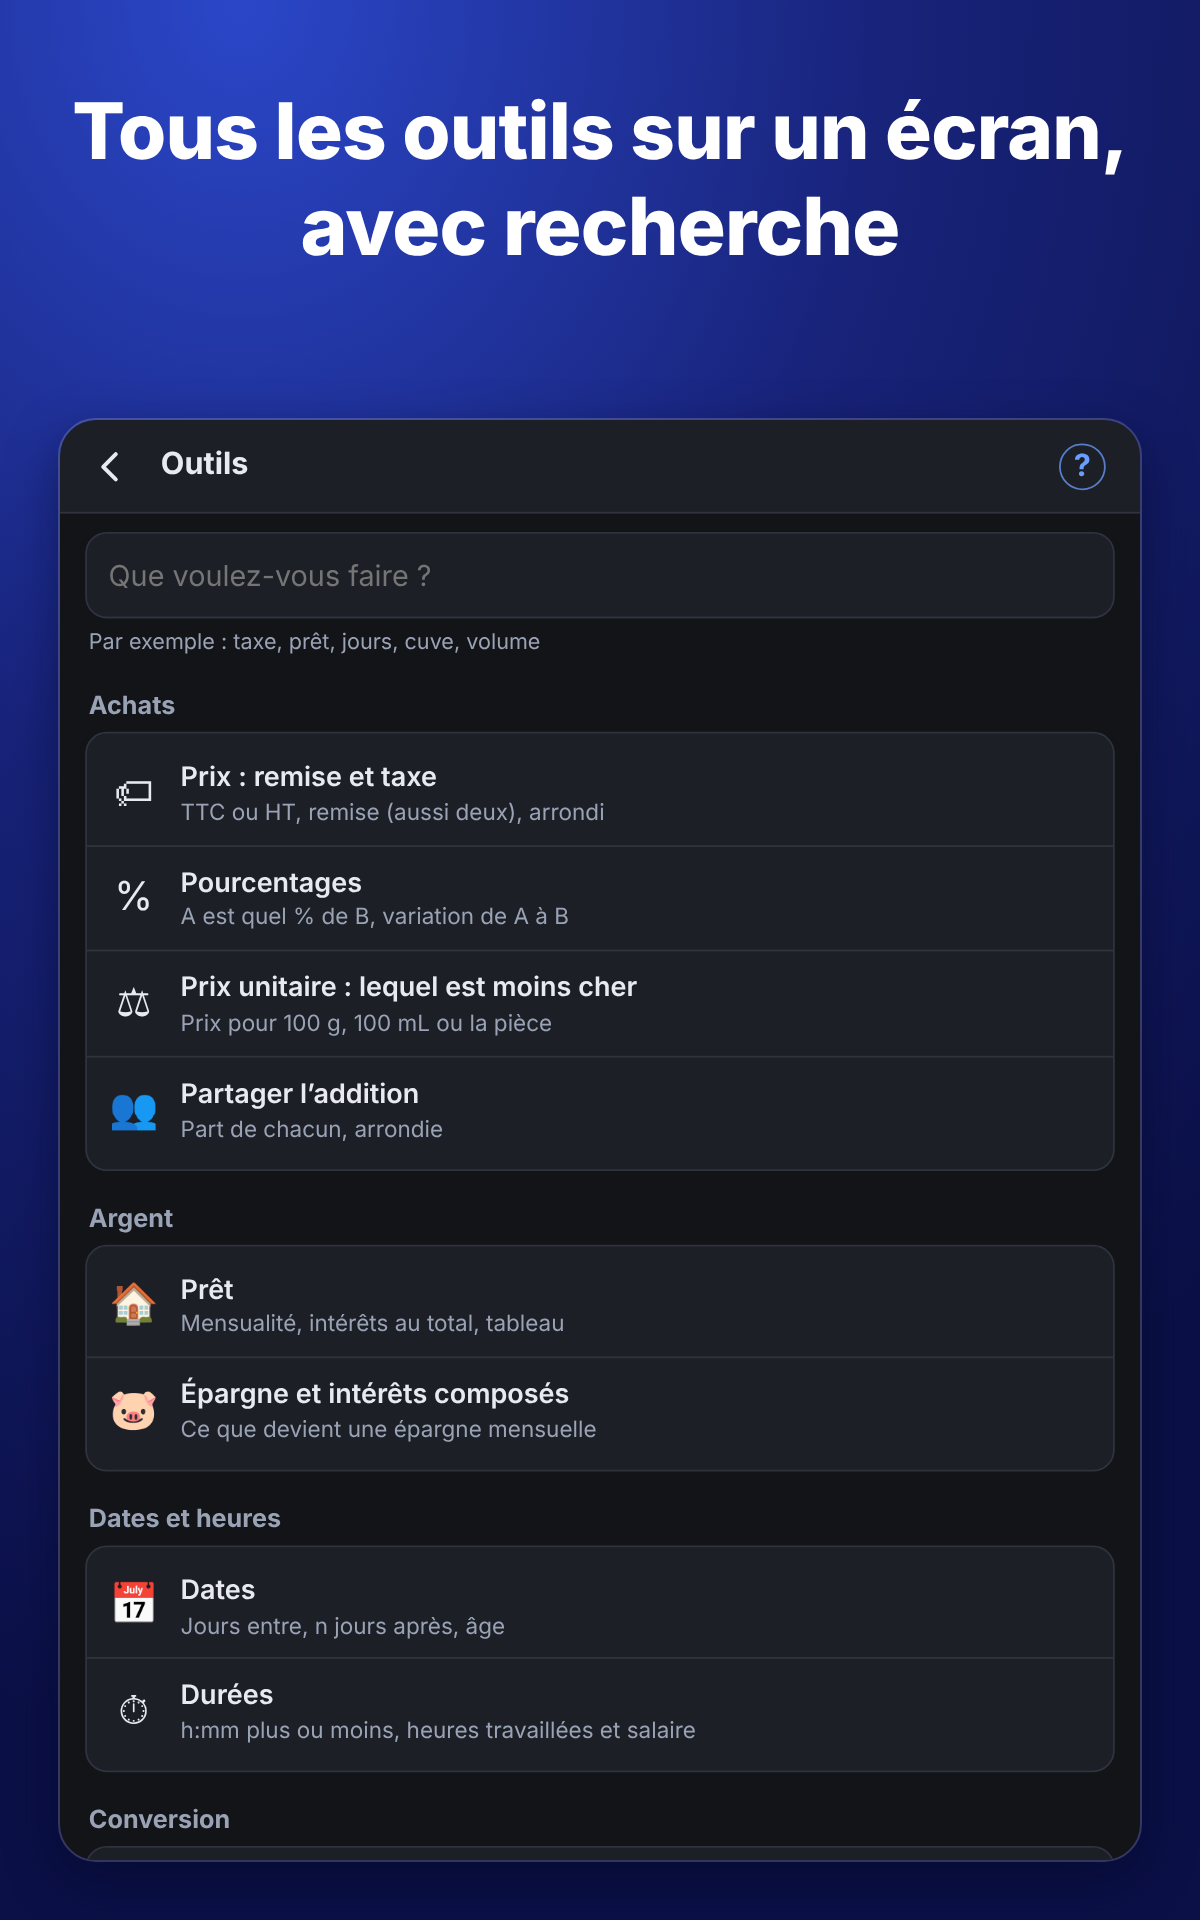 Tous les outils sur un écran,
avec recherche
Outils
?
Que voulez-vous faire ?
Par exemple : taxe, prêt, jours, cuve, volume
Achats
Prix : remise et taxe
TTC ou HT, remise (aussi deux), arrondi
%
Pourcentages
A est quel % de B, variation de A à B
Prix unitaire : lequel est moins cher
Prix pour 100 g, 100 mL ou la pièce
Partager l’addition
Part de chacun, arrondie
Argent
Prêt
Mensualité, intérêts au total, tableau
Épargne et intérêts composés
Ce que devient une épargne mensuelle
Dates et heures
July
17
Dates
Jours entre, n jours après, âge
Durées
h:mm plus ou moins, heures travaillées et salaire
Conversion